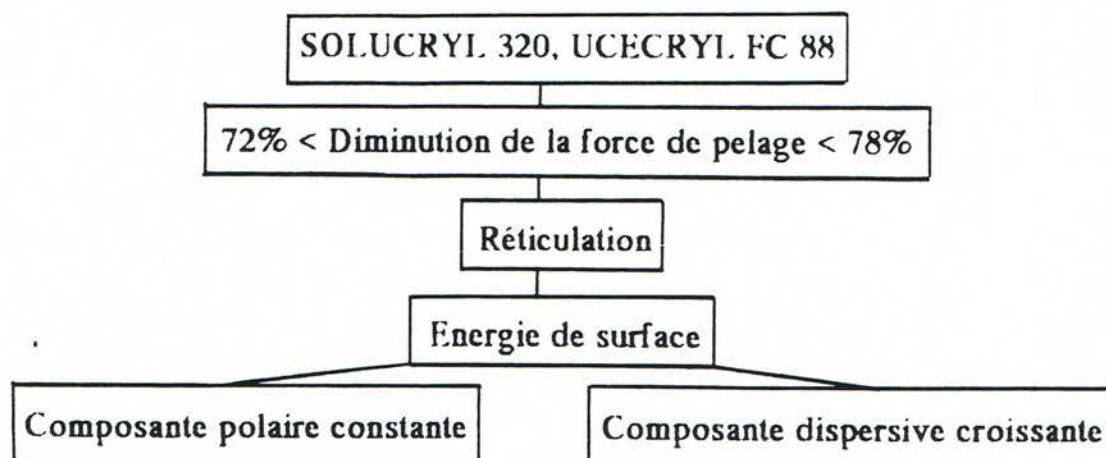 SOLUCRYL 320, UCECRYL FC 88
72% < Diminution de la force de pelage < 78%
Réticulation
Energie de surface
Composante polaire constante
Composante dispersive croissante